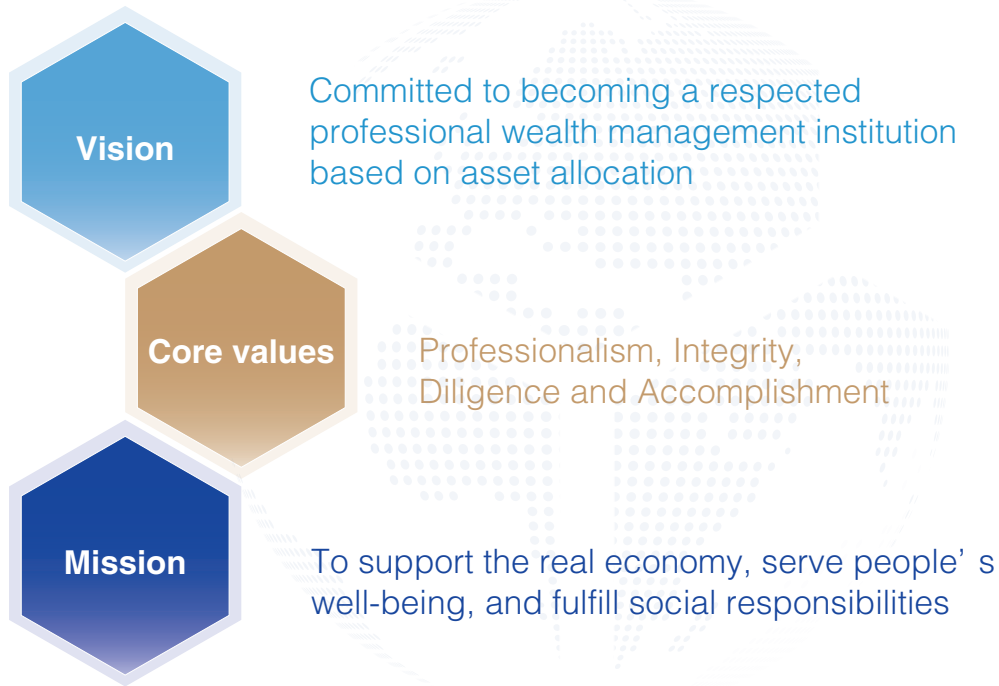 Vision
Committed to becoming a respected
professional wealth management institution
based on asset allocation
Core values
Professionalism, Integrity,
Diligence and Accomplishment
Mission
To support the real economy, serve people’ s
well-being, and fulfill social responsibilities